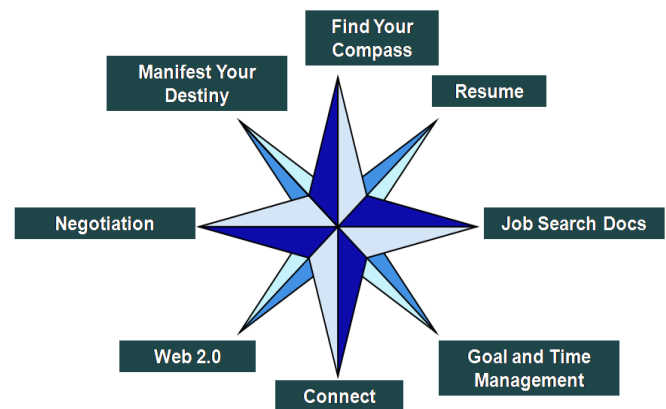 Find Your
Compass
Manifest Your
Destiny
Resume
Negotiation
Job Search Docs
Web 2.0
Goal and Time
Management
Connect